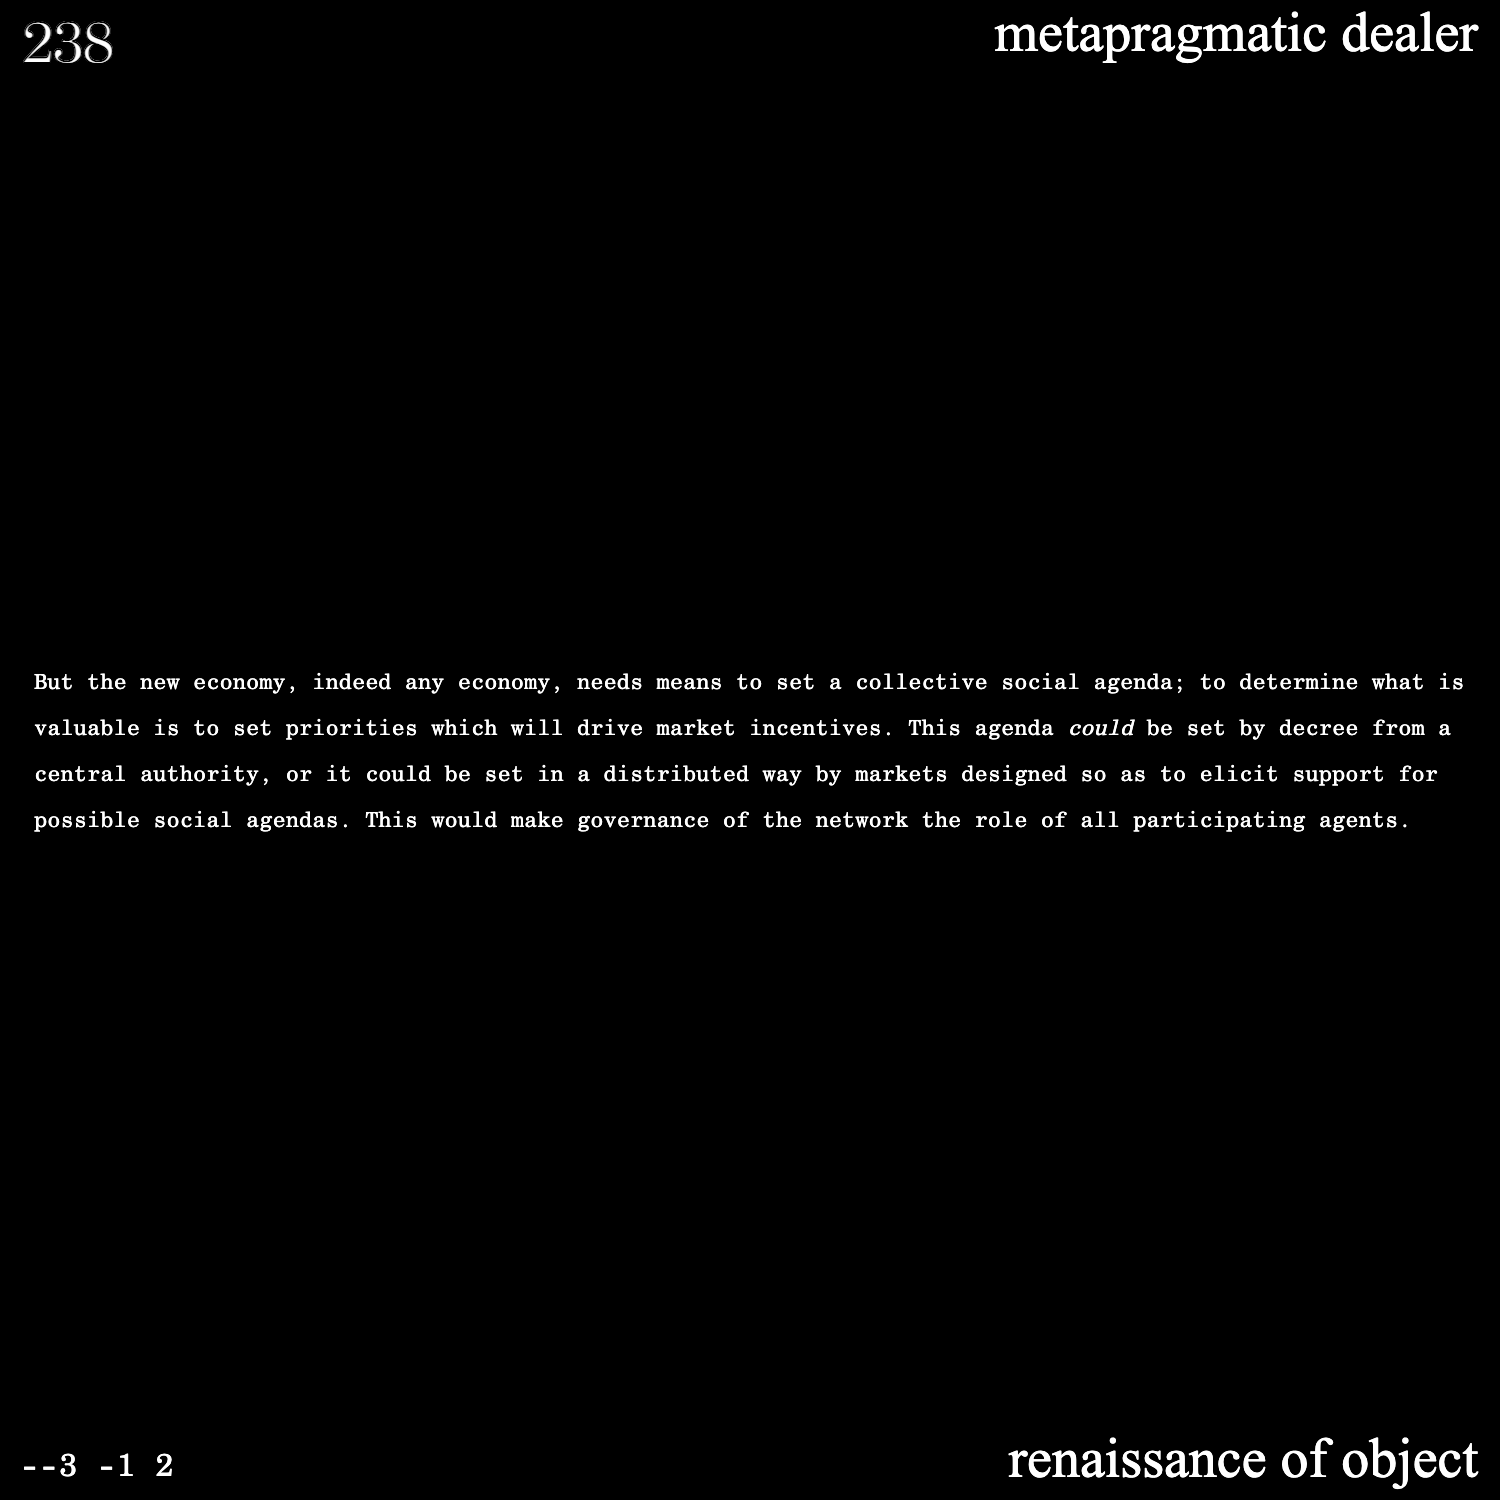 238
metapragmatic dealer
But the new economy, indeed any economy, needs means to set a collective social agenda; to determine what is
valuable is to set priorities which will drive market incentives. This agenda could be set by decree from a
central authority, or it could be set in a distributed way by markets designed so as to elicit support for
possible social agendas. This would make governance of the network the role of all participating agents.
--3 -1 2
renaissance of object